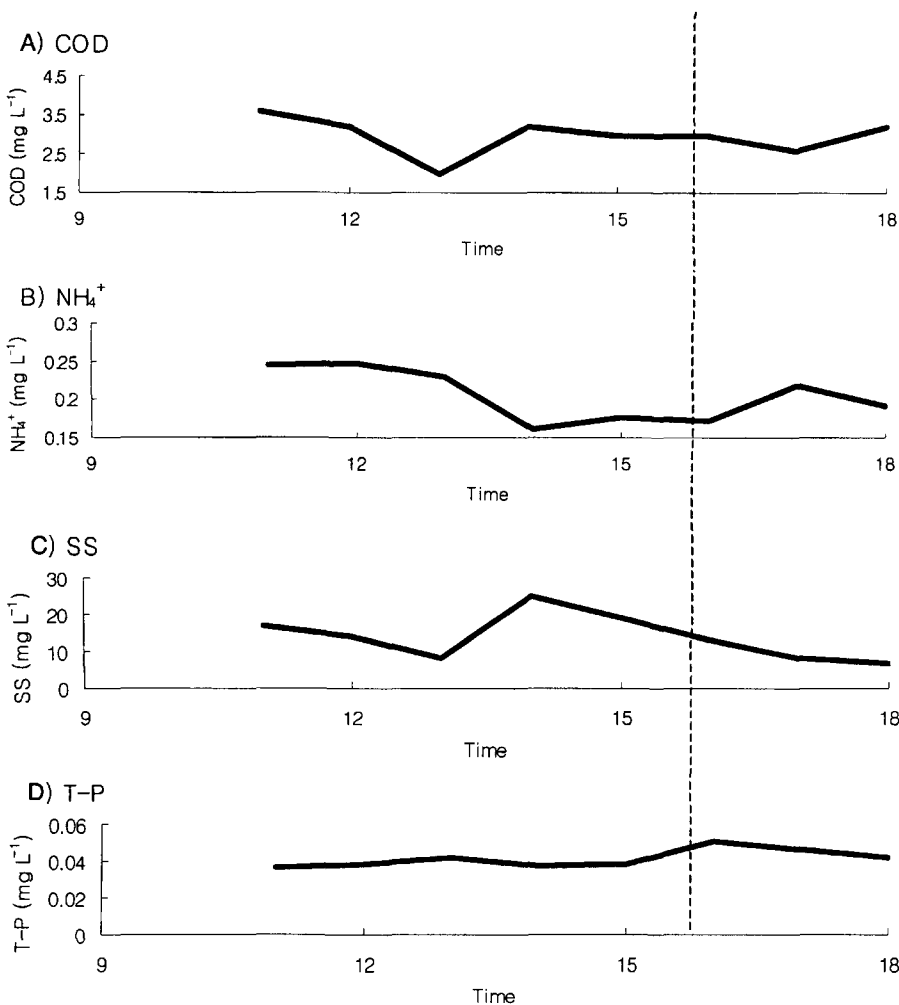 A) COD
COD (mg L⁻¹)
4.5
3.5
2.5
1.5
9 12 15 18
Time
B) NH₄⁺
NH₄⁺ (mg L⁻¹)
0.3
0.25
0.2
0.15
9 12 15 18
Time
C) SS
SS (mg L⁻¹)
30
20
10
0
9 12 15 18
Time
D) T-P
T-P (mg L⁻¹)
0.06
0.04
0.02
0
9 12 15 18
Time